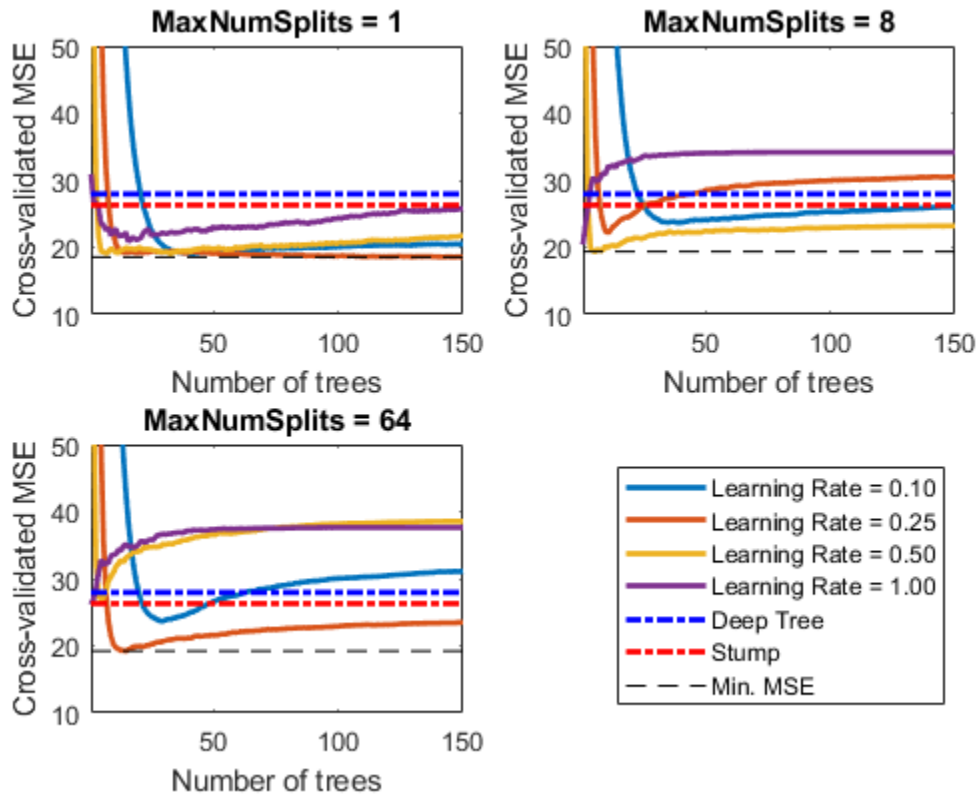 MaxNumSplits = 1
50
40
30
20
10
Cross-validated MSE
50
100
150
Number of trees
MaxNumSplits = 8
50
40
30
20
10
Cross-validated MSE
50
100
150
Number of trees
MaxNumSplits = 64
50
40
30
20
10
Cross-validated MSE
50
100
150
Number of trees
Learning Rate = 0.10
Learning Rate = 0.25
Learning Rate = 0.50
Learning Rate = 1.00
Deep Tree
Stump
Min. MSE